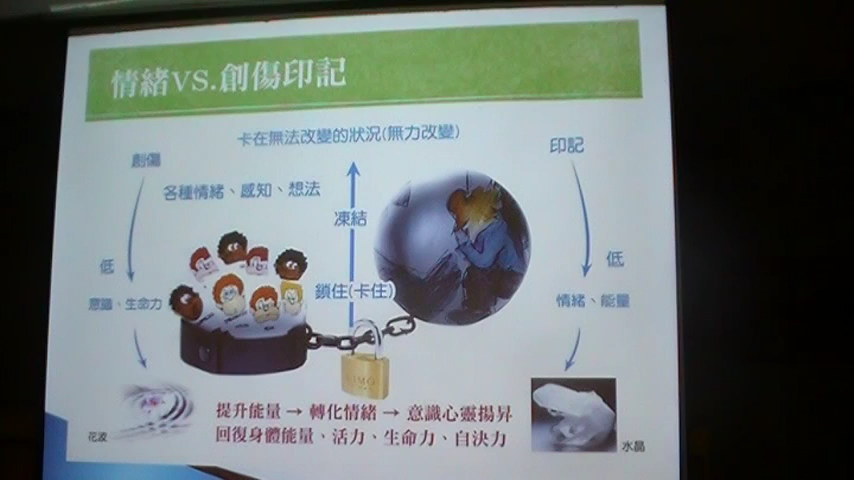 情緒VS.創傷印記
卡在無法改變的狀況(無力改變)
創傷
印記
各種情緒、感知、想法
凍結
低
低
鎖住(卡住)
意識、生命力
情緒、能量
提升能量 → 轉化情緒 → 意識心靈揚昇
回復身體能量、活力、生命力、自決力
花波
水晶